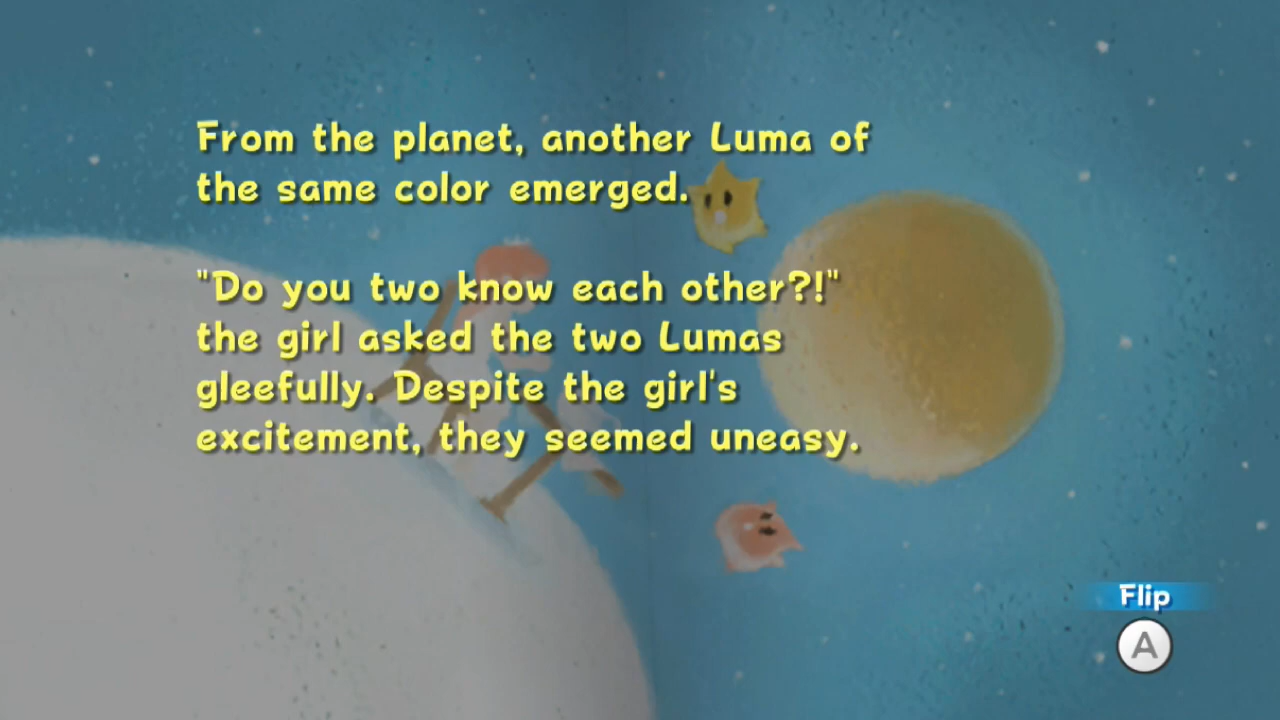 From the planet, another Luma of
the same color emerged.
"Do you two know each other?!"
the girl asked the two Lumas
gleefully. Despite the girl's
excitement, they seemed uneasy.
Flip
A